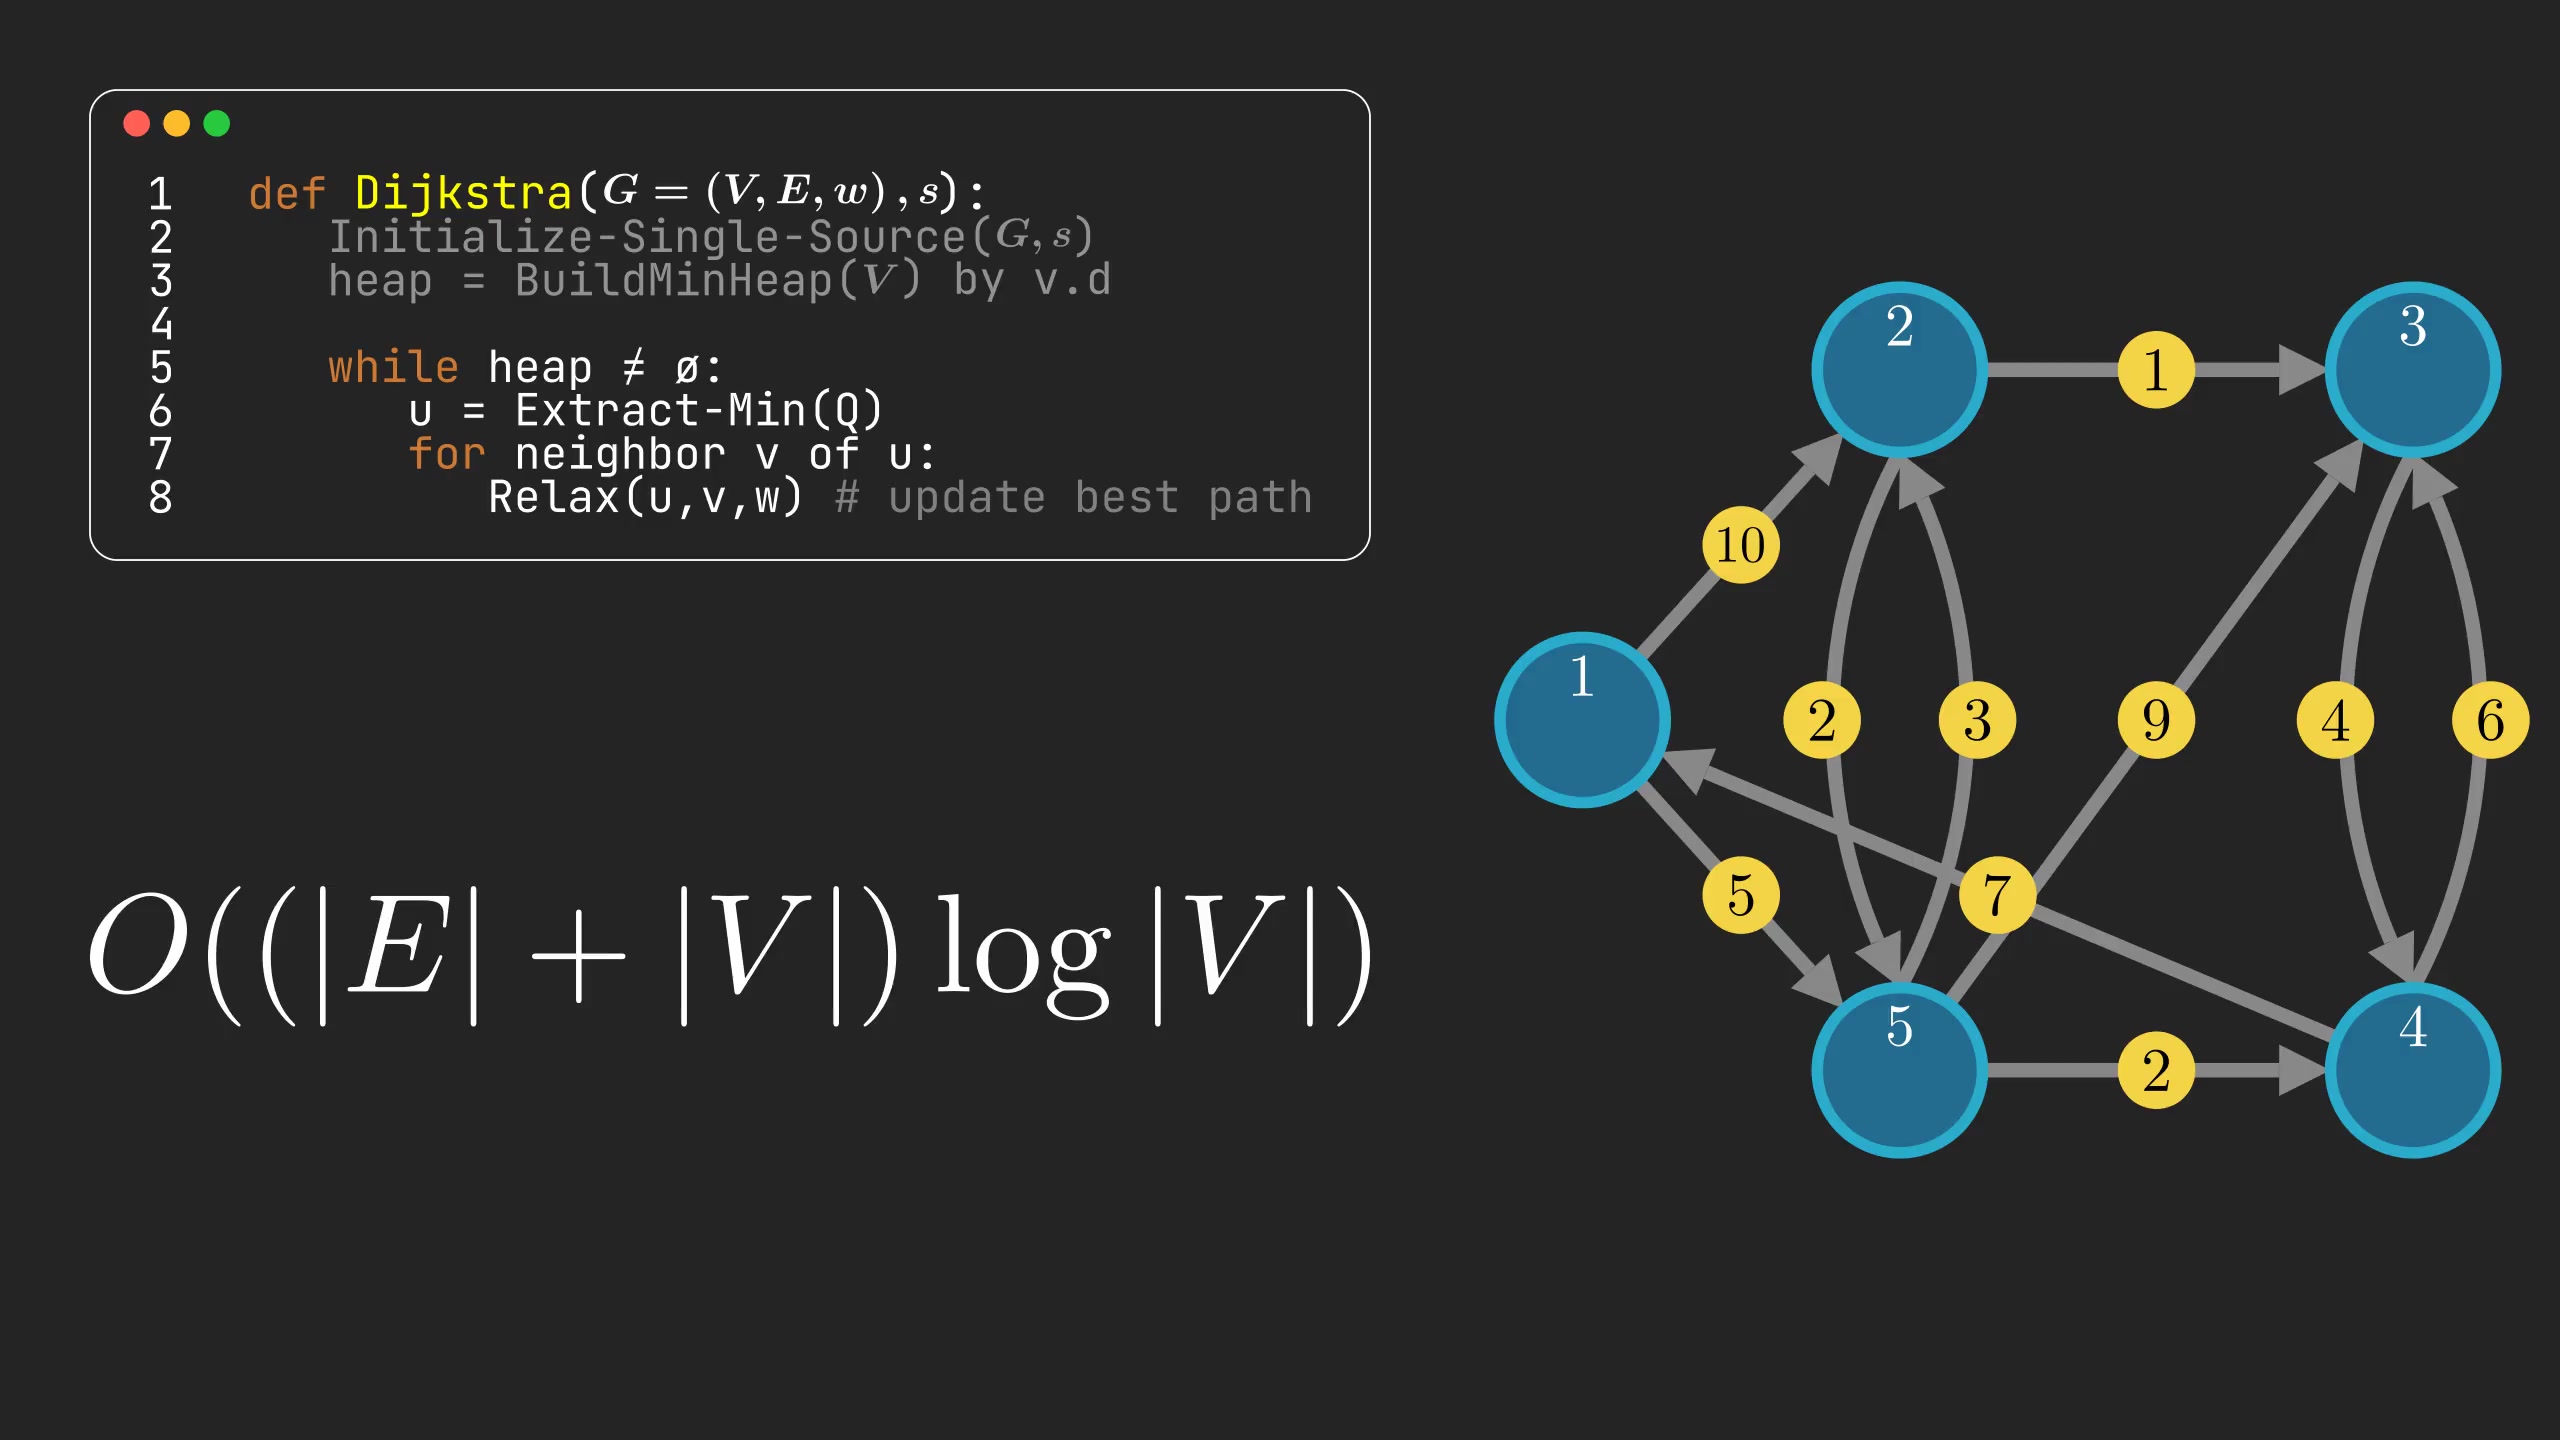 1 def Dijkstra(G = (V, E, w), s):
2 Initialize-Single-Source(G, s)
3 heap = BuildMinHeap(V) by v.d
4
5 while heap ≠ ø:
6 u = Extract-Min(Q)
7 for neighbor v of u:
8 Relax(u,v,w) # update best path
O((|E| + |V|) log |V|)
2
1
3
10
1
2
3
9
4
6
5
7
5
2
4